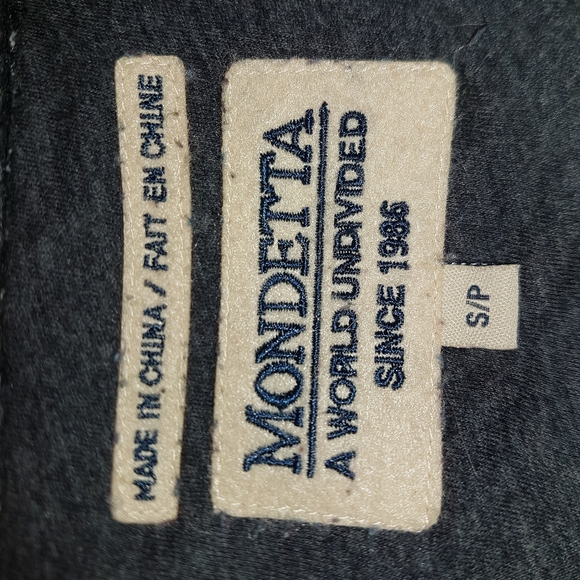 MADE IN CHINA / FAIT EN CHINE
MONDETTA
A WORLD UNDIVIDED
SINCE 1986
S/P